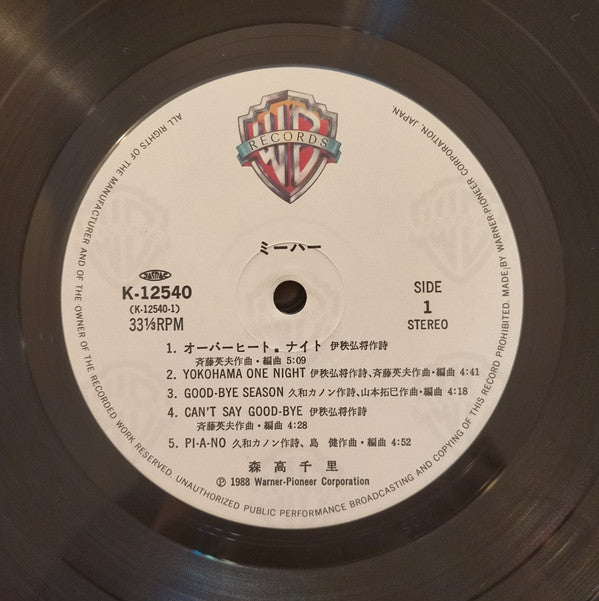 WB
RECORDS
ミーハー
JASRAC
K-12540
(K-12540-1)
33⅓RPM
SIDE
1
STEREO
1. オーバーヒート。ナイト 伊秩弘将作詩
斉藤英夫作曲・編曲 5:09
2. YOKOHAMA ONE NIGHT 伊秩弘将作詩、斉藤英夫作曲・編曲 4:41
3. GOOD-BYE SEASON 久和カノン作詩、山本拓巳作曲・編曲 4:18
4. CAN'T SAY GOOD-BYE 伊秩弘将作詩
斉藤英夫作曲・編曲 4:28
5. PI-A-NO 久和カノン作詩、島 健作曲・編曲 4:52
森高千里
Ⓟ 1988 Warner-Pioneer Corporation
ALL RIGHTS OF THE MANUFACTURER AND OF THE OWNER OF THE RECORDED WORK RESERVED. UNAUTHORIZED PUBLIC PERFORMANCE BROADCASTING AND COPYING OF THIS RECORD PROHIBITED. MADE BY WARNER-PIONEER CORPORATION, JAPAN.